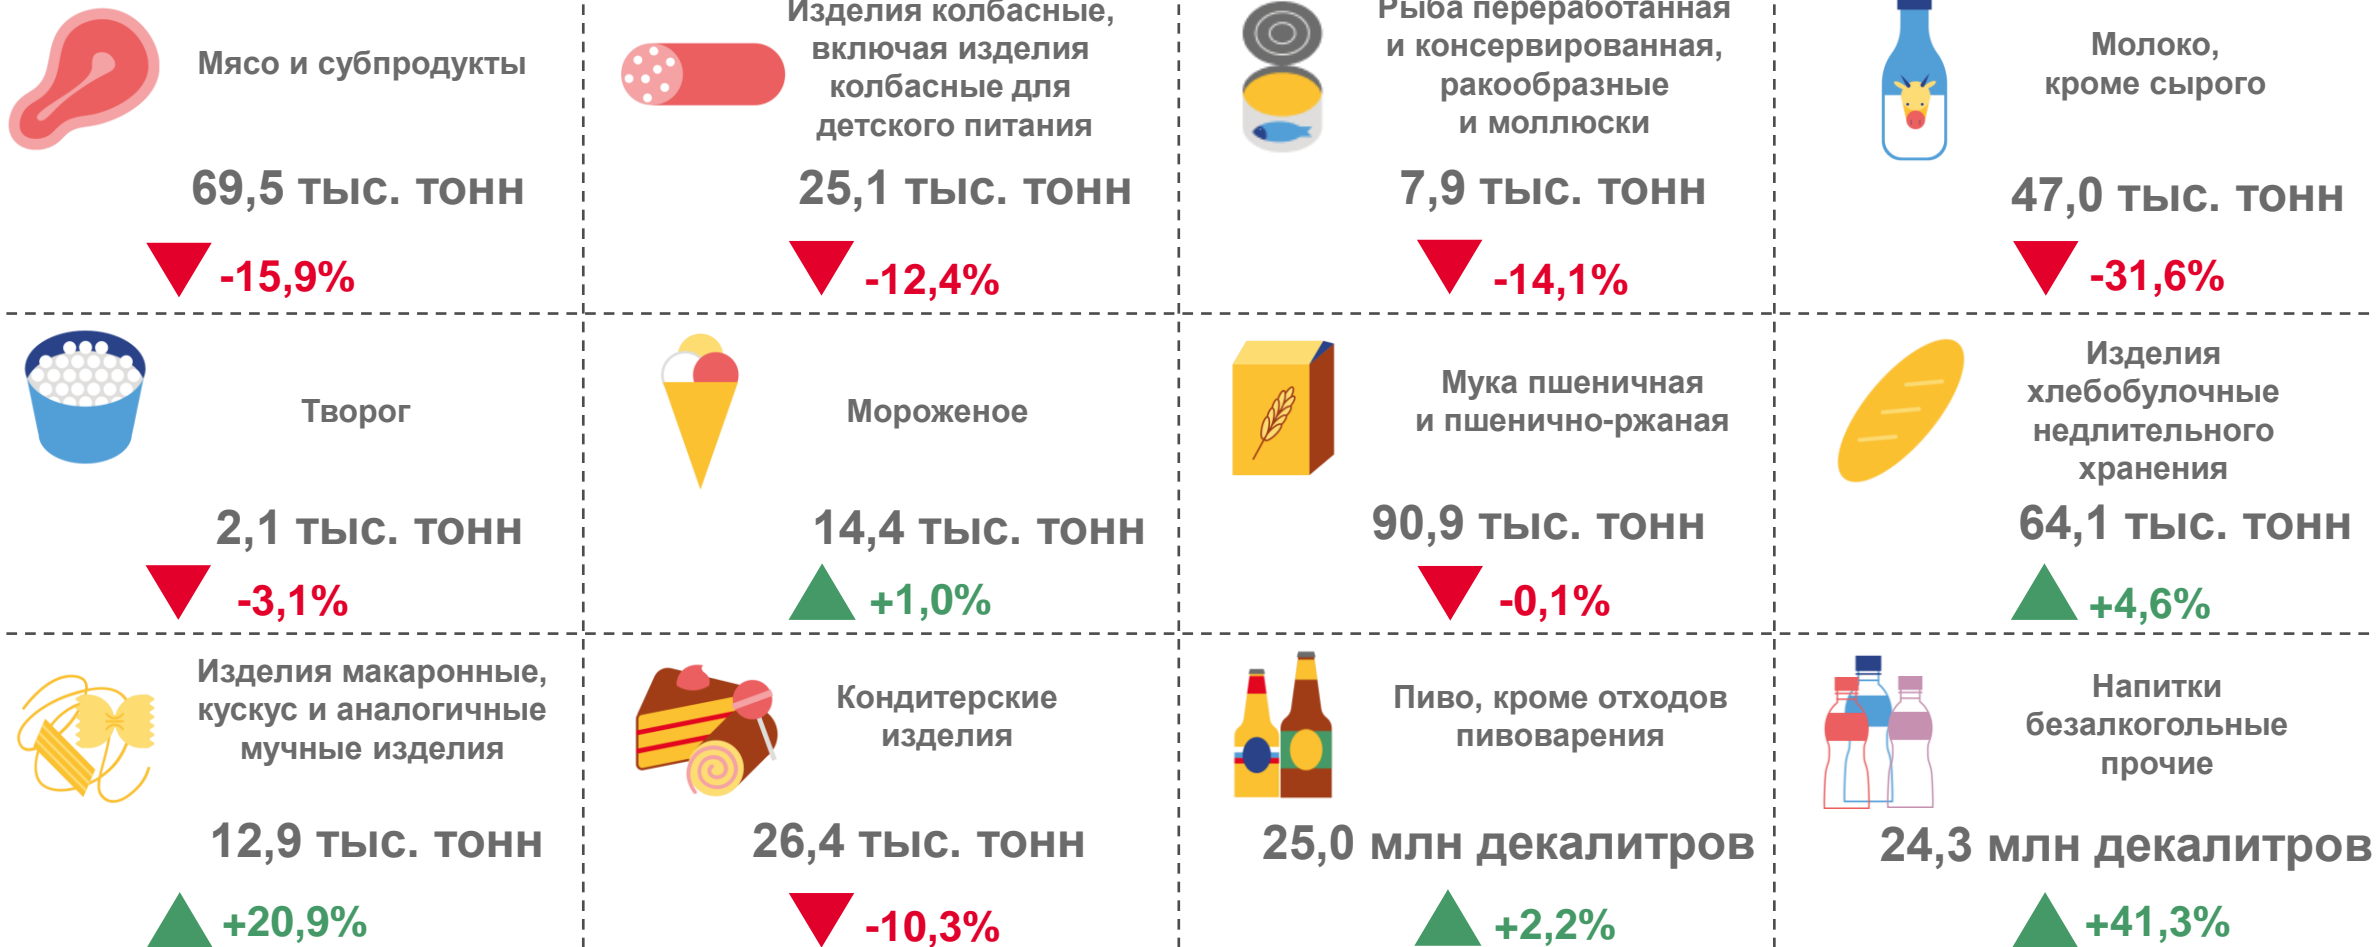 Мясо и субпродукты
69,5 тыс. тонн
-15,9%
Изделия колбасные,
включая изделия
колбасные для
детского питания
25,1 тыс. тонн
-12,4%
Рыба переработанная
и консервированная,
ракообразные
и моллюски
7,9 тыс. тонн
-14,1%
Молоко,
кроме сырого
47,0 тыс. тонн
-31,6%
Творог
2,1 тыс. тонн
-3,1%
Мороженое
14,4 тыс. тонн
+1,0%
Мука пшеничная
и пшенично-ржаная
90,9 тыс. тонн
-0,1%
Изделия
хлебобулочные
недлительного
хранения
64,1 тыс. тонн
+4,6%
Изделия макаронные,
кускус и аналогичные
мучные изделия
12,9 тыс. тонн
+20,9%
Кондитерские
изделия
26,4 тыс. тонн
-10,3%
Пиво, кроме отходов
пивоварения
25,0 млн декалитров
+2,2%
Напитки
безалкогольные
прочие
24,3 млн декалитров
+41,3%